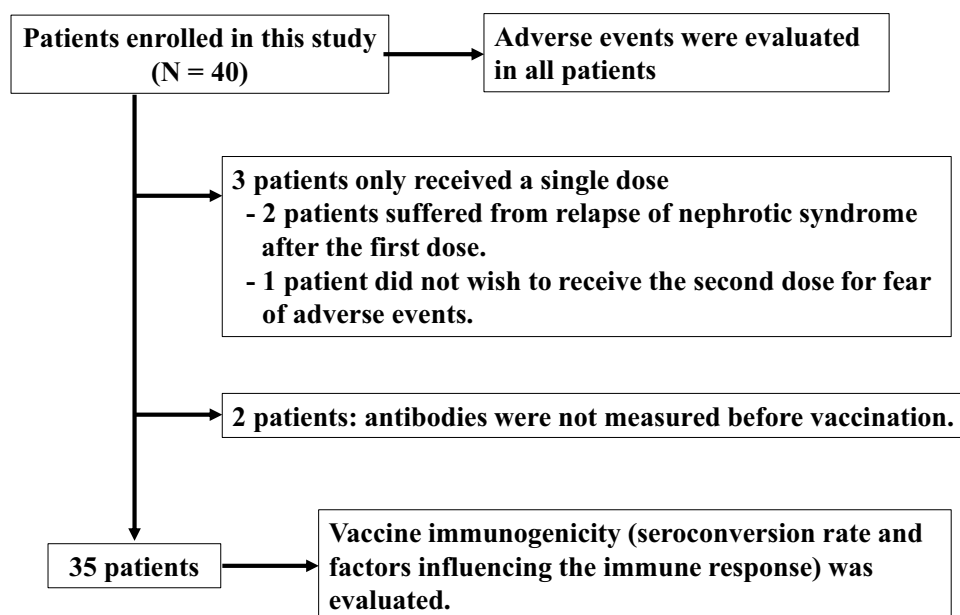 Patients enrolled in this study
(N = 40)
Adverse events were evaluated
in all patients
3 patients only received a single dose
- 2 patients suffered from relapse of nephrotic syndrome
after the first dose.
- 1 patient did not wish to receive the second dose for fear
of adverse events.
2 patients: antibodies were not measured before vaccination.
35 patients
Vaccine immunogenicity (seroconversion rate and
factors influencing the immune response) was
evaluated.